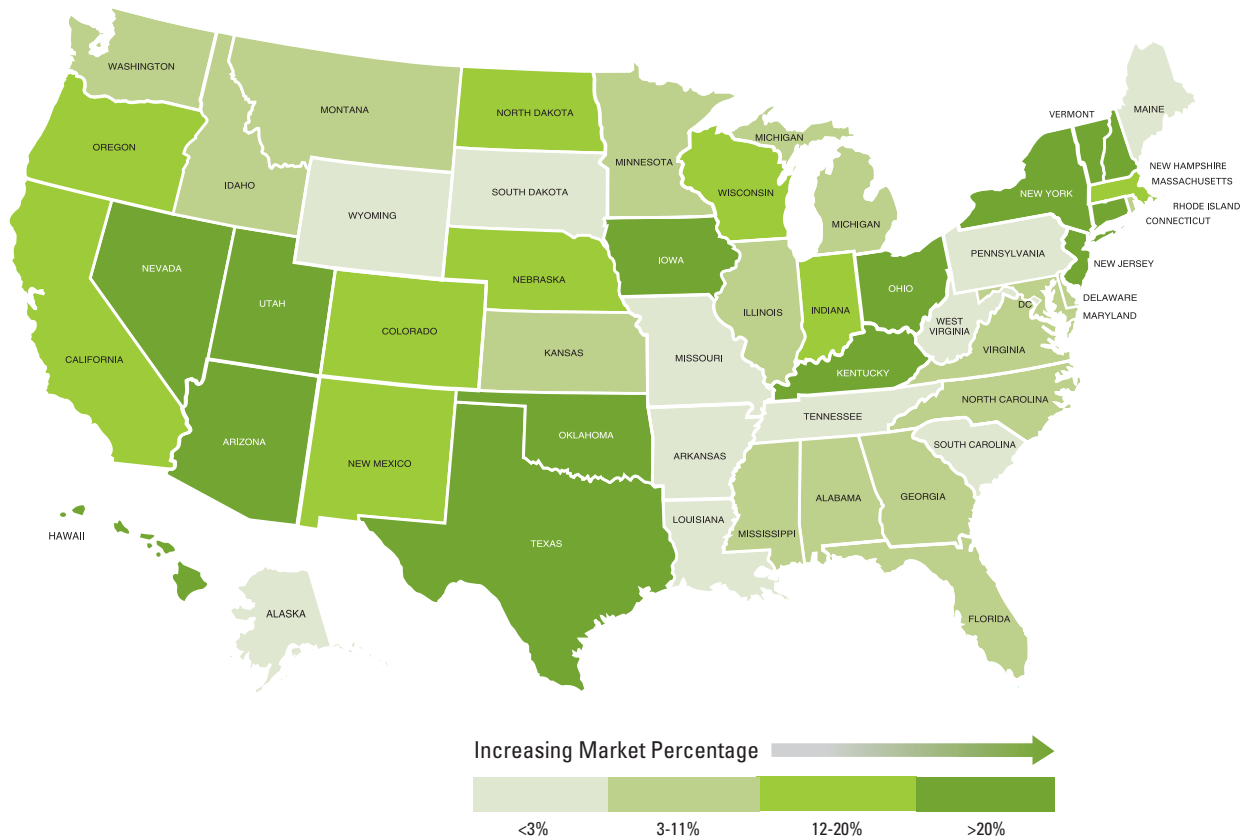 WASHINGTON
MONTANA
NORTH DAKOTA
MINNESOTA
MICHIGAN
VERMONT
MAINE
OREGON
IDAHO
WYOMING
SOUTH DAKOTA
WISCONSIN
MICHIGAN
NEW YORK
NEW HAMPSHIRE
MASSACHUSETTS
RHODE ISLAND
CONNECTICUT
NEVADA
UTAH
COLORADO
NEBRASKA
IOWA
ILLINOIS
INDIANA
OHIO
PENNSYLVANIA
NEW JERSEY
DELAWARE
MARYLAND
DC
CALIFORNIA
KANSAS
MISSOURI
KENTUCKY
WEST
VIRGINIA
VIRGINIA
ARIZONA
NEW MEXICO
OKLAHOMA
ARKANSAS
TENNESSEE
NORTH CAROLINA
SOUTH CAROLINA
HAWAII
TEXAS
LOUISIANA
MISSISSIPPI
ALABAMA
GEORGIA
ALASKA
FLORIDA
Increasing Market Percentage
<3%
3-11%
12-20%
>20%